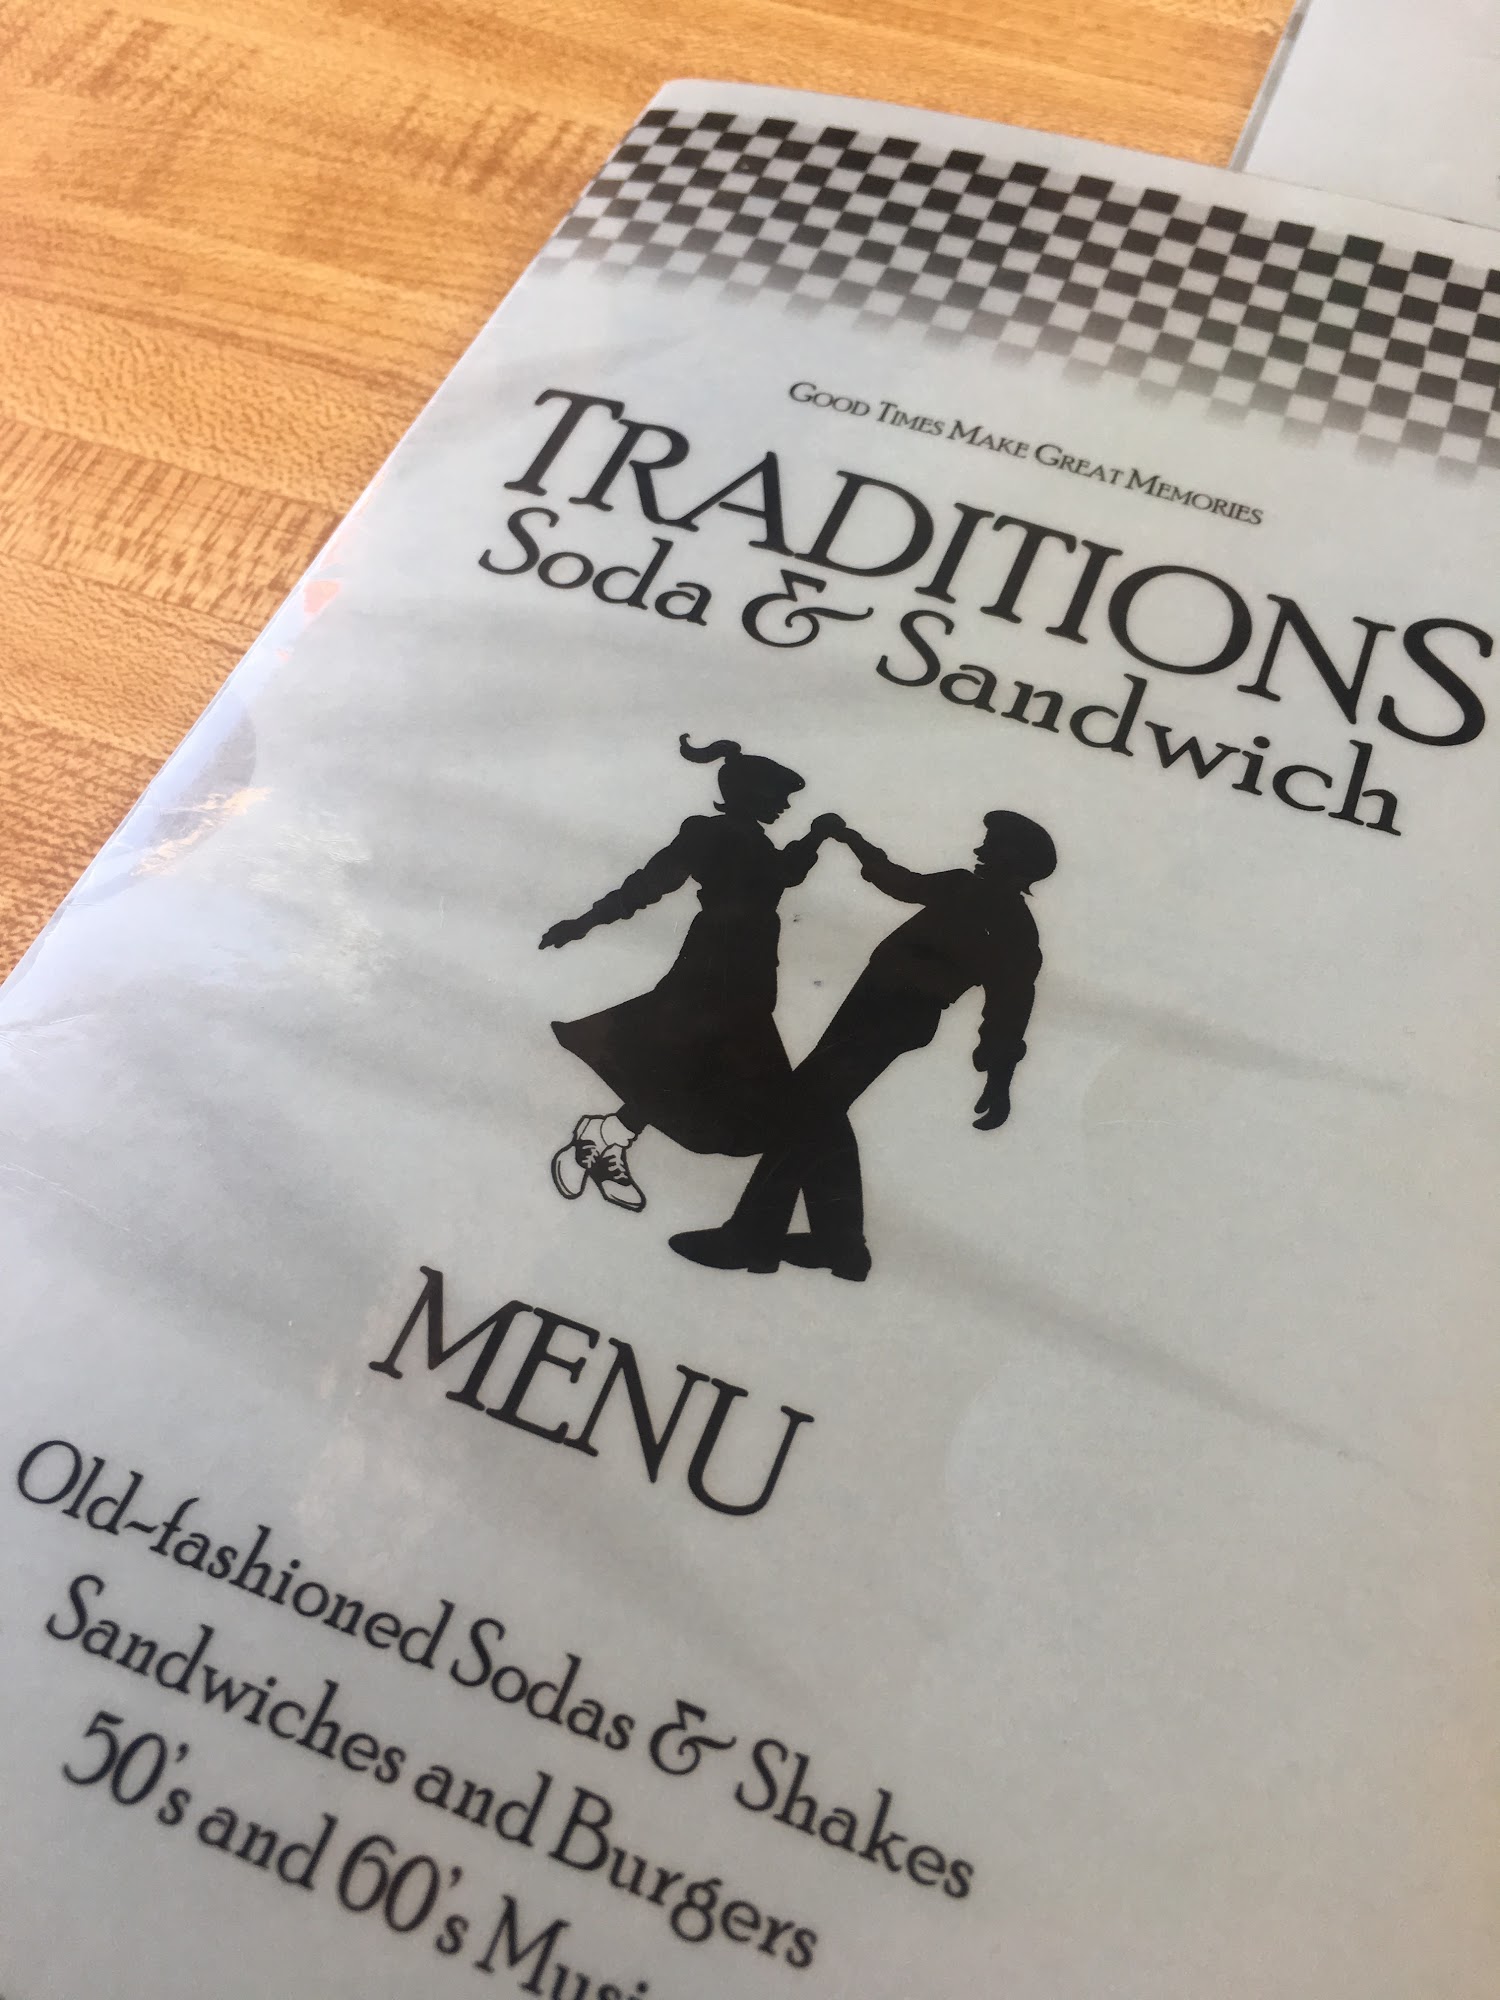 GOOD TIMES MAKE GREAT MEMORIES
TRADITIONS
Soda & Sandwich
MENU
Old-fashioned Sodas & Shakes
Sandwiches and Burgers
50's and 60's